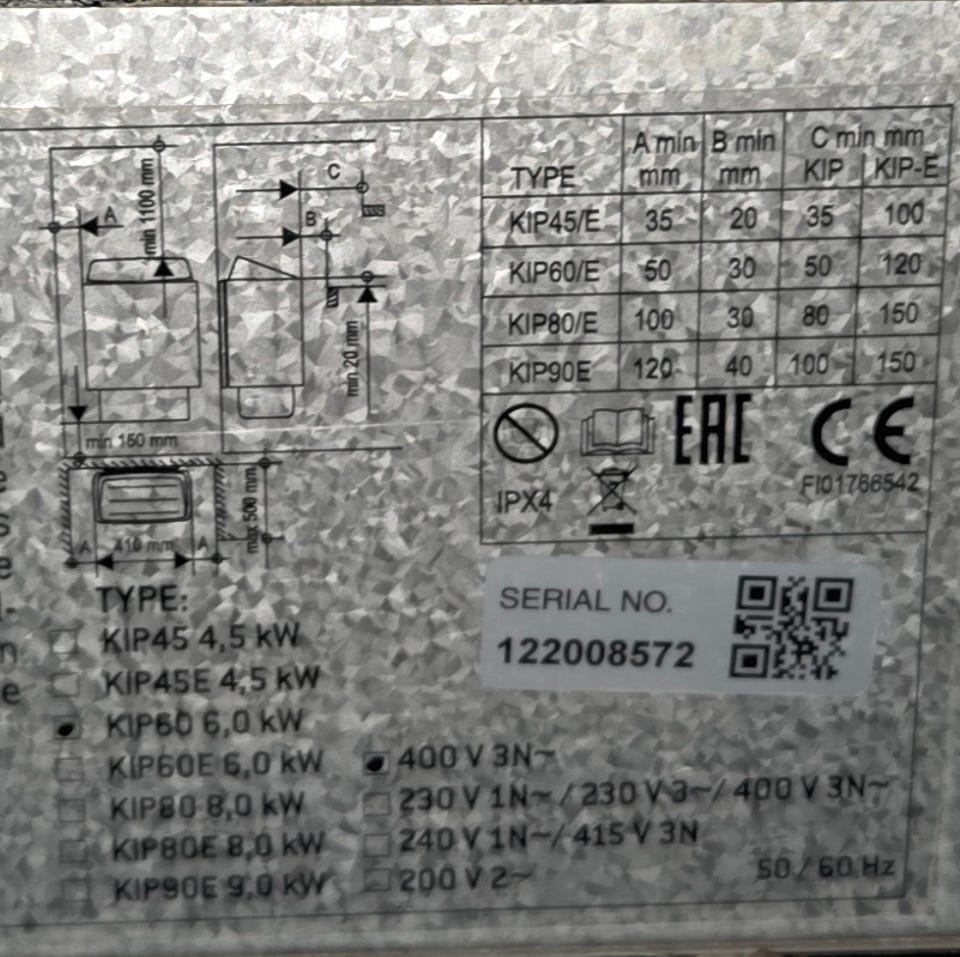 TYPE A min mm B min mm C min mm KIP KIP-E
KIP45/E 35 20 35 100
KIP60/E 50 30 50 120
KIP80/E 100 30 80 150
KIP90E 120 40 100 150
min 1100 mm
A
C
B
min.20 mm
min 150 mm
max 500 mm
A 410 mm A
EAC
CE
IPX4
FI01766542
SERIAL NO.
122008572
TYPE:
KIP45 4,5 kW
KIP45E 4,5 kW
KIP60 6,0 kW
KIP60E 6,0 kW
KIP80 8,0 kW
KIP80E 8,0 kW
KIP90E 9,0 kW
400 V 3N~
230 V 1N~ / 230 V 3~/ 400 V 3N~
240 V 1N~/ 415 V 3N
200 V 2~
50 / 60 Hz